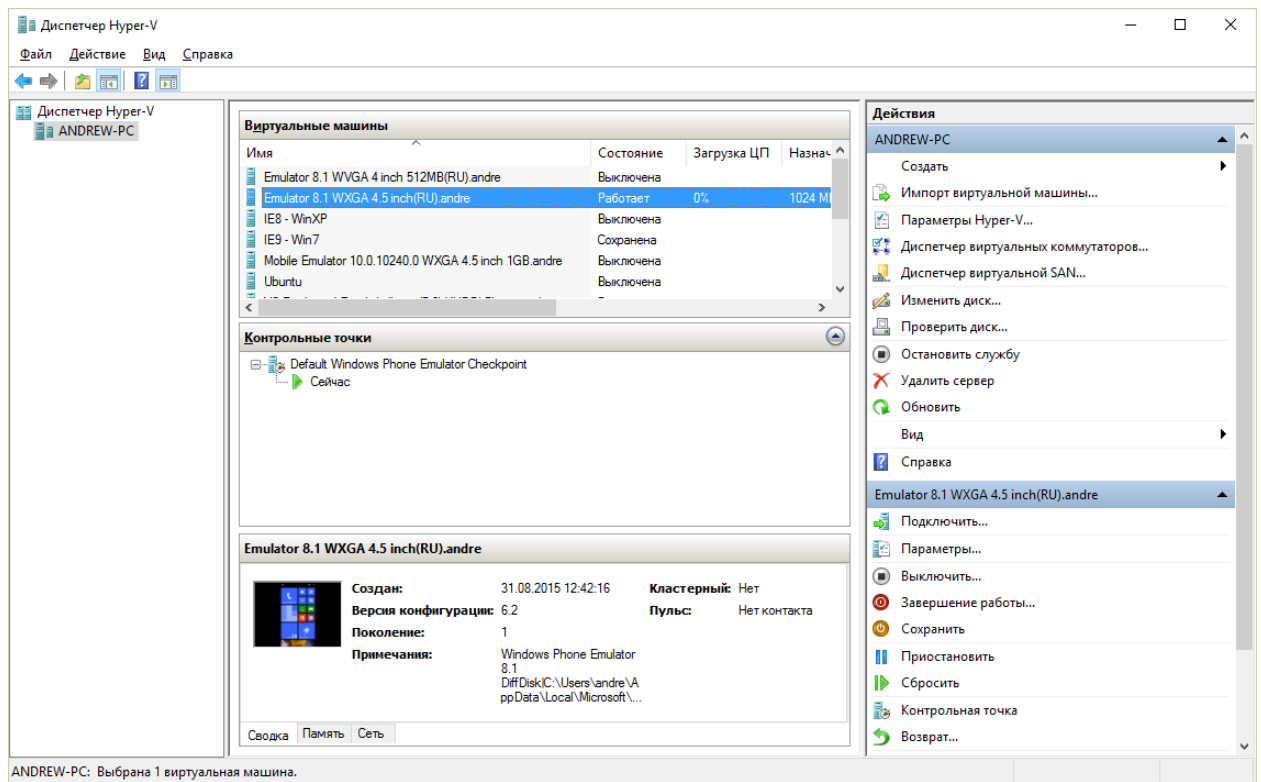 Диспетчер Hyper-V
Файл Действие Вид Справка
Диспетчер Hyper-V
ANDREW-PC
Виртуальные машины
Имя Состояние Загрузка ЦП Назнач
Emulator 8.1 WVGA 4 inch 512MB(RU).andre Выключена
Emulator 8.1 WXGA 4.5 inch(RU).andre Работает 0% 1024 М
IE8 - WinXP Выключена
IE9 - Win7 Сохранена
Mobile Emulator 10.0.10240.0 WXGA 4.5 inch 1GB.andre Выключена
Ubuntu Выключена
Контрольные точки
Default Windows Phone Emulator Checkpoint
Сейчас
Emulator 8.1 WXGA 4.5 inch(RU).andre
Создан: 31.08.2015 12:42:16 Кластерный: Нет
Версия конфигурации: 6.2 Пульс: Нет контакта
Поколение: 1
Примечания: Windows Phone Emulator
8.1
DiffDisk|C:\Users\andre\A
ppData\Local\Microsoft\...
Сводка Память Сеть
Действия
ANDREW-PC
Создать
Импорт виртуальной машины...
Параметры Hyper-V...
Диспетчер виртуальных коммутаторов...
Диспетчер виртуальной SAN...
Изменить диск...
Проверить диск...
Остановить службу
Удалить сервер
Обновить
Вид
Справка
Emulator 8.1 WXGA 4.5 inch(RU).andre
Подключить...
Параметры...
Выключить...
Завершение работы...
Сохранить
Приостановить
Сбросить
Контрольная точка
Возврат...
ANDREW-PC: Выбрана 1 виртуальная машина.